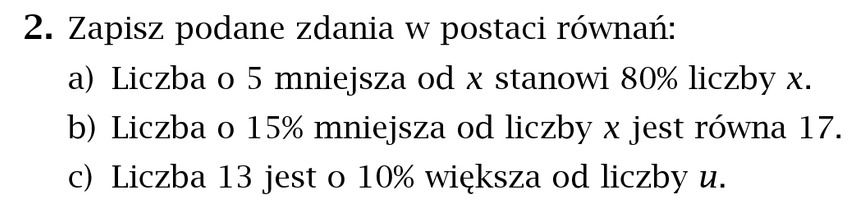 2. Zapisz podane zdania w postaci równań:
a) Liczba o 5 mniejsza od x stanowi 80% liczby x.
b) Liczba o 15% mniejsza od liczby x jest równa 17.
c) Liczba 13 jest o 10% większa od liczby u.